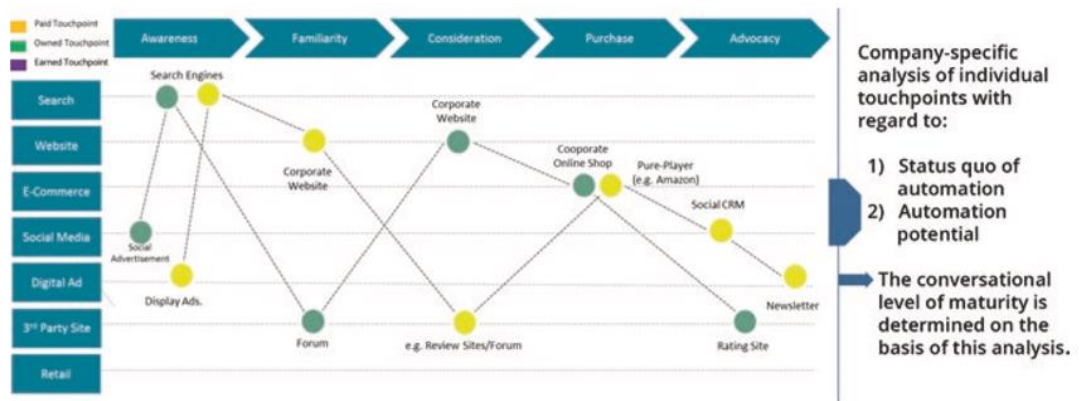 Paid Touchpoint
Owned Touchpoint
Earned Touchpoint
Awareness
Familiarity
Consideration
Purchase
Advocacy
Search
Website
E-Commerce
Social Media
Digital Ad
3rd Party Site
Retail
Search Engines
Social
Advertisement
Display Ads.
Corporate
Website
Forum
Corporate
Website
e.g. Review Sites/Forum
Cooporate
Online Shop
Pure-Player
(e.g. Amazon)
Social CRM
Newsletter
Rating Site
Company-specific
analysis of individual
touchpoints with
regard to:
1) Status quo of
automation
2) Automation
potential
The conversational
level of maturity is
determined on the
basis of this analysis.